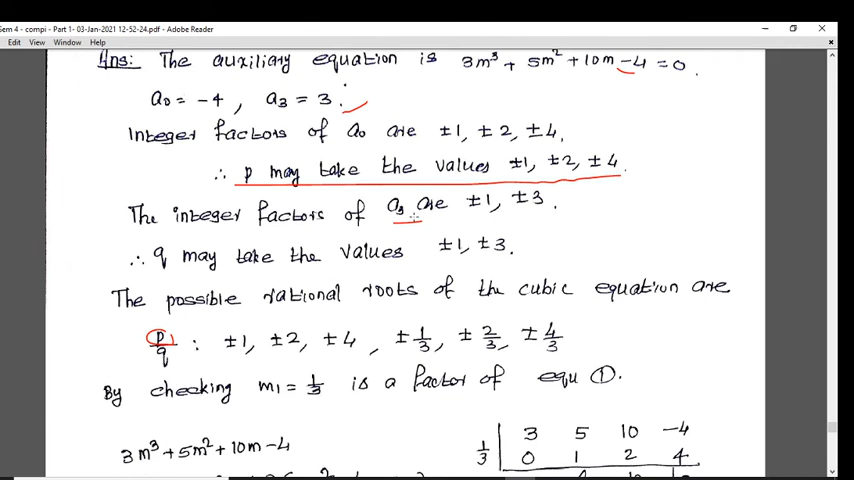 Sem 4 - compi - Part 1- 03-Jan-2021 12-52-24.pdf - Adobe Reader
Edit View Window Help
Ans: The auxiliary equation is 3m³ + 5m² + 10m - 4 = 0.
a₀ = -4 , a₃ = 3.
Integer factors of a₀ are ±1, ±2, ±4.
∴ p may take the values ±1, ±2, ±4.
The integer factors of a₃ are ±1, ±3.
∴ q may take the values ±1, ±3.
The possible rational roots of the cubic equation are
p/q : ±1, ±2, ±4, ±1/3, ±2/3, ±4/3
By checking m₁ = 1/3 is a factor of equ ①.
3m³ + 5m² + 10m - 4
1/3 | 3 5 10 -4
0 1 2 4